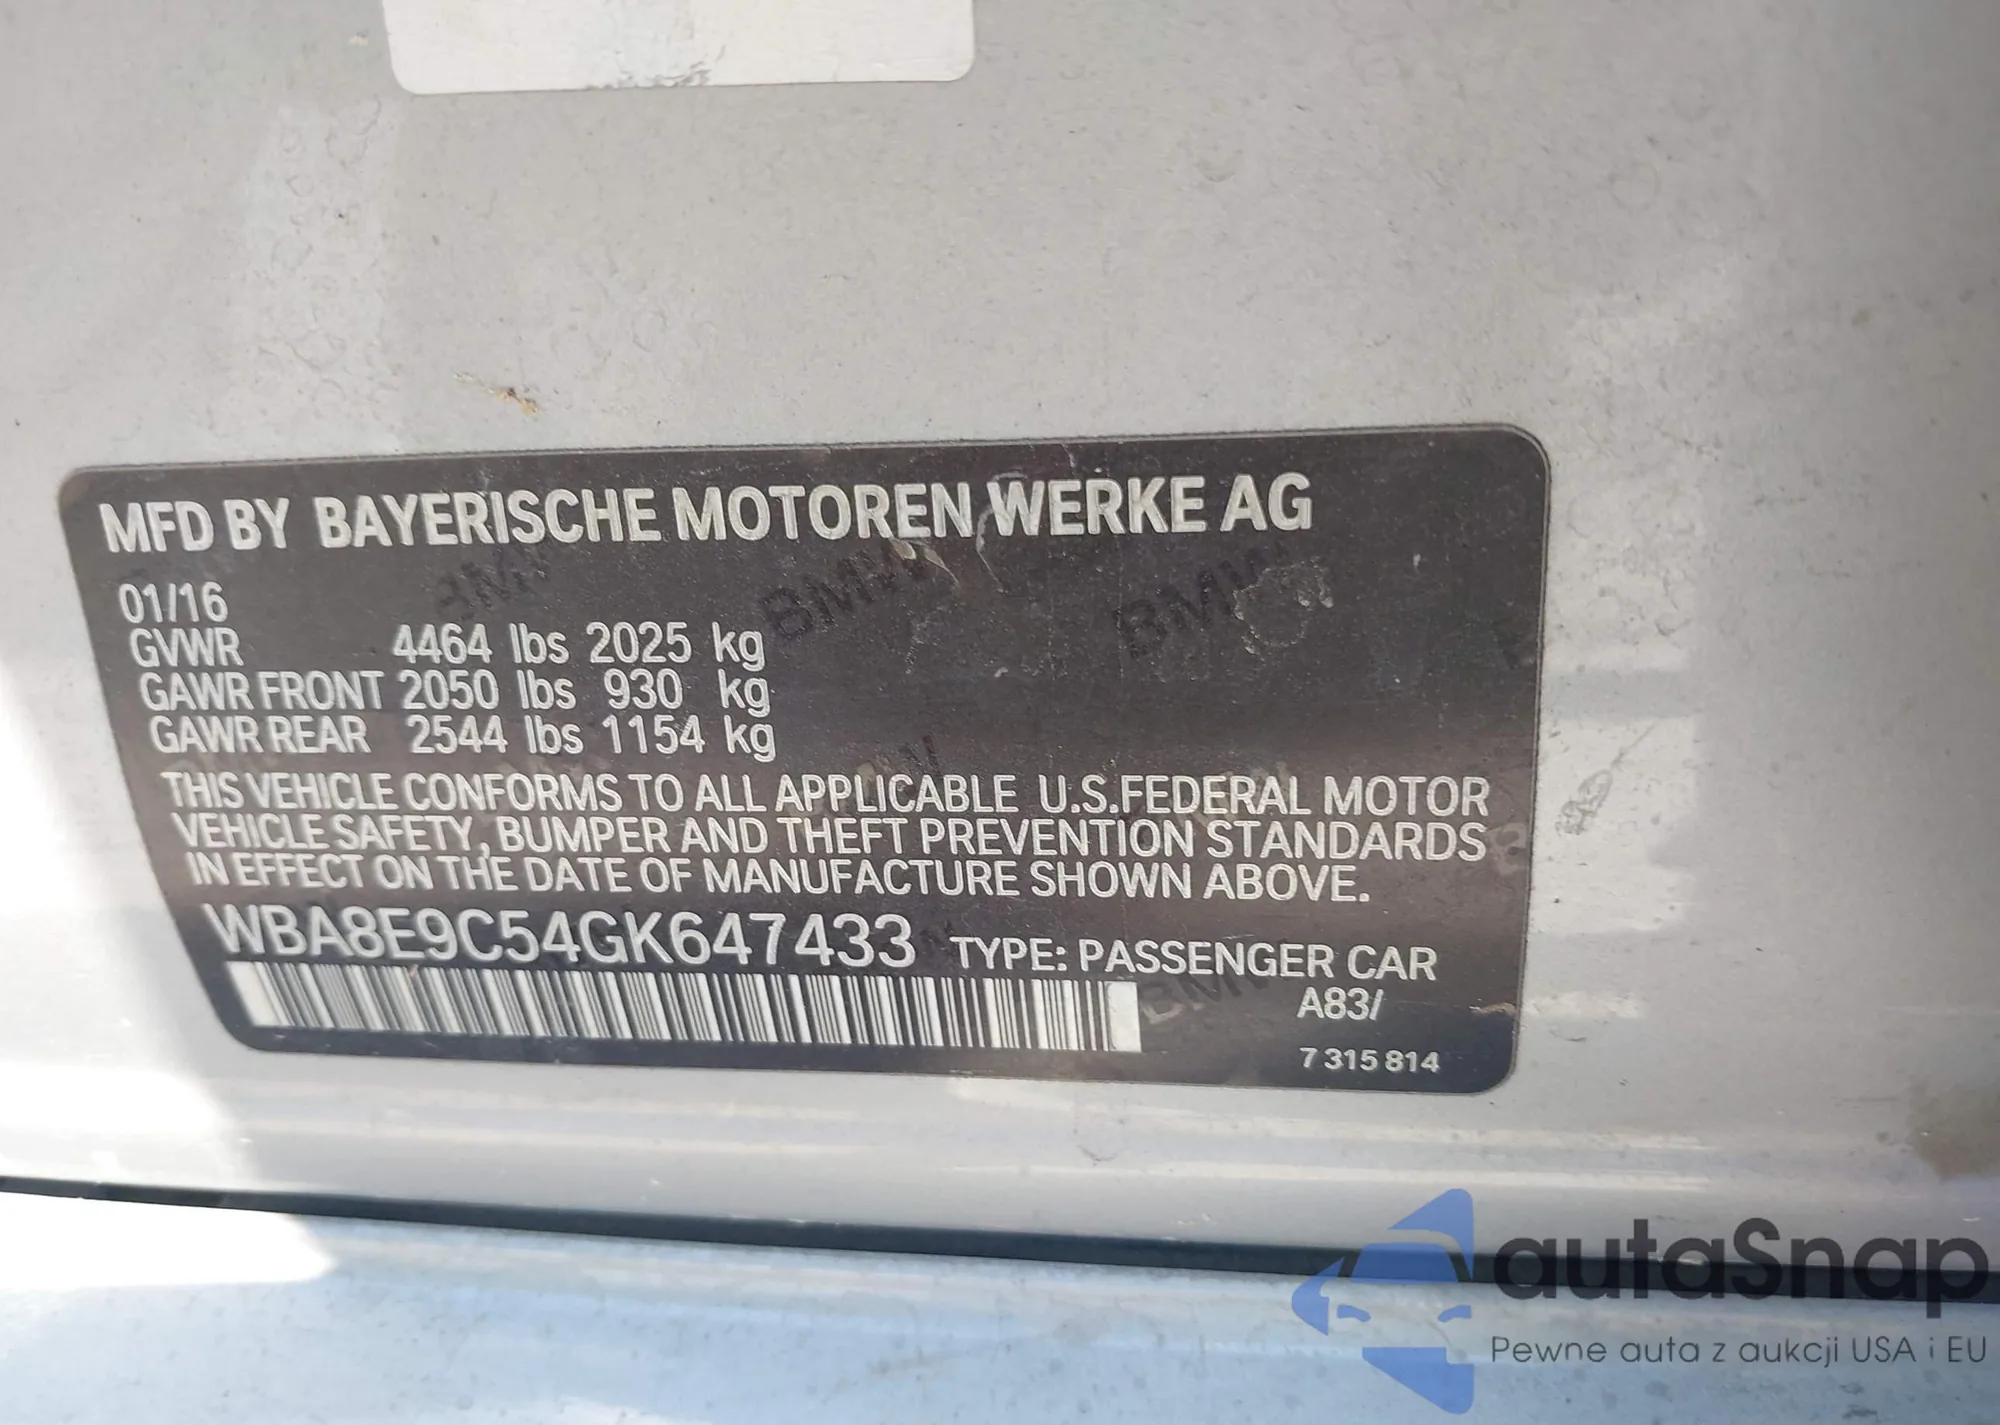 MFD BY BAYERISCHE MOTOREN WERKE AG
01/16
GVWR 4464 lbs 2025 kg
GAWR FRONT 2050 lbs 930 kg
GAWR REAR 2544 lbs 1154 kg
THIS VEHICLE CONFORMS TO ALL APPLICABLE U.S.FEDERAL MOTOR
VEHICLE SAFETY, BUMPER AND THEFT PREVENTION STANDARDS
IN EFFECT ON THE DATE OF MANUFACTURE SHOWN ABOVE.
WBA8E9C54GK647433 TYPE: PASSENGER CAR
A83/
7 315 814
autaSnap
Pewne auta z aukcji USA i EU